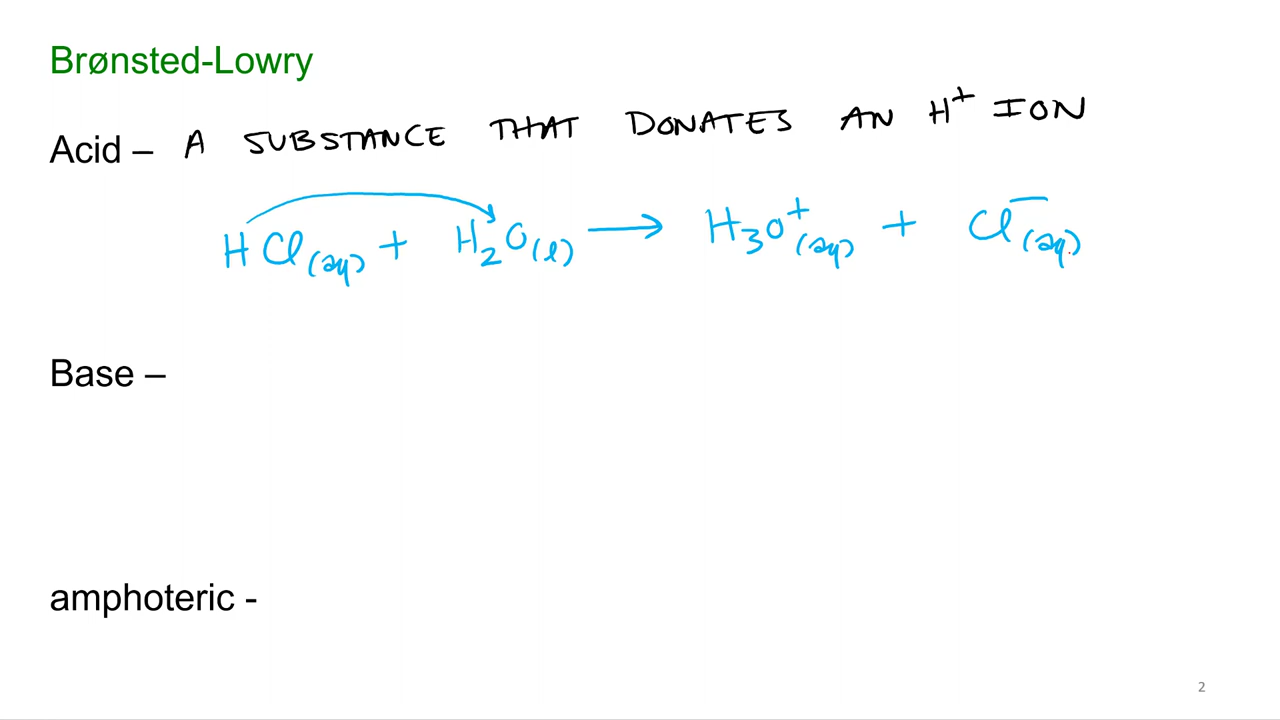 Brønsted-Lowry
Acid – A SUBSTANCE THAT DONATES AN H⁺ ION
HCl(aq) + H₂O(l) → H₃O⁺(aq) + Cl⁻(aq)
Base –
amphoteric -
2